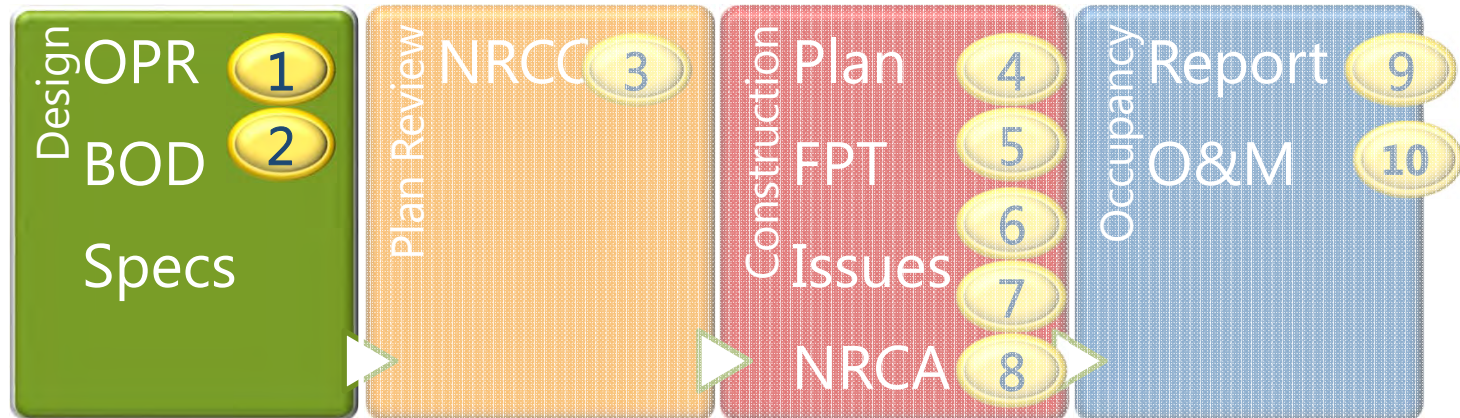 Design
OPR
1
BOD
2
Specs
Plan Review
NRCC
3
Construction
Plan
4
FPT
5
6
Issues
7
NRCA
8
Occupancy
Report
9
O&M
10